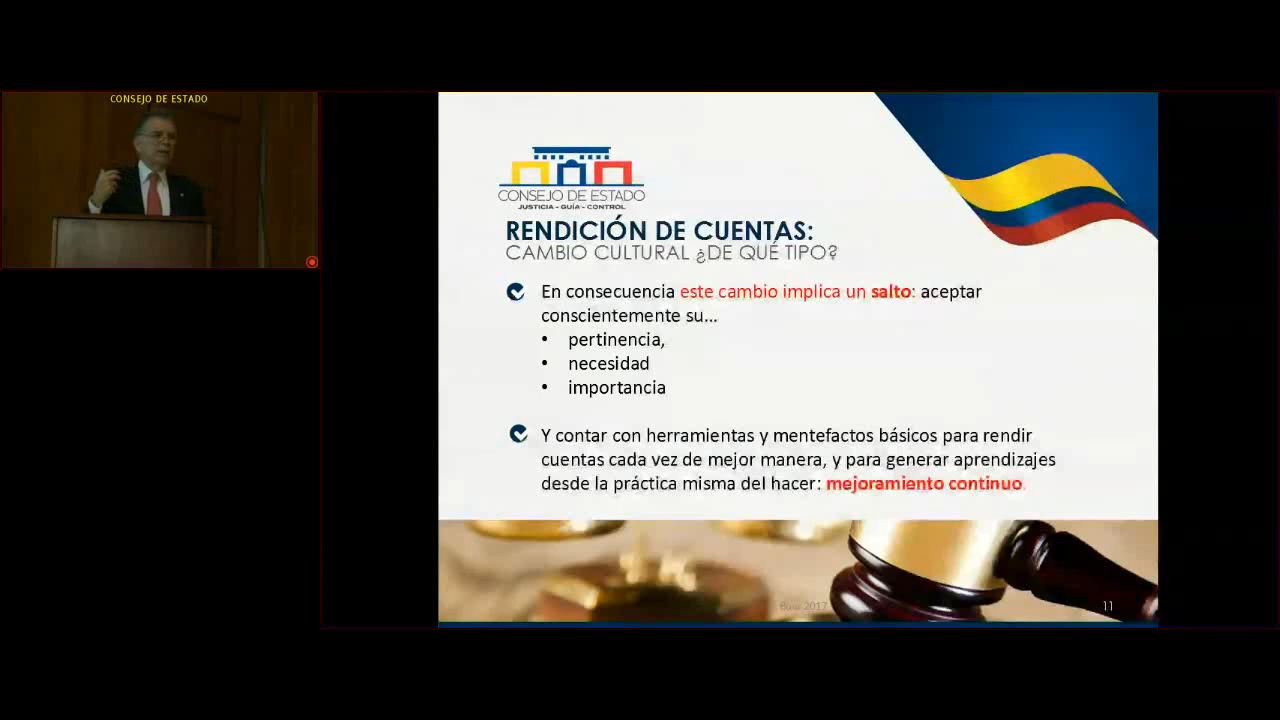 CONSEJO DE ESTADO
CONSEJO DE ESTADO
JUSTICIA - GUÍA - CONTROL
RENDICIÓN DE CUENTAS:
CAMBIO CULTURAL ¿DE QUÉ TIPO?
En consecuencia este cambio implica un salto: aceptar
conscientemente su...
• pertinencia,
• necesidad
• importancia
Y contar con herramientas y mentefactos básicos para rendir
cuentas cada vez de mejor manera, y para generar aprendizajes
desde la práctica misma del hacer: mejoramiento continuo.
2017
11